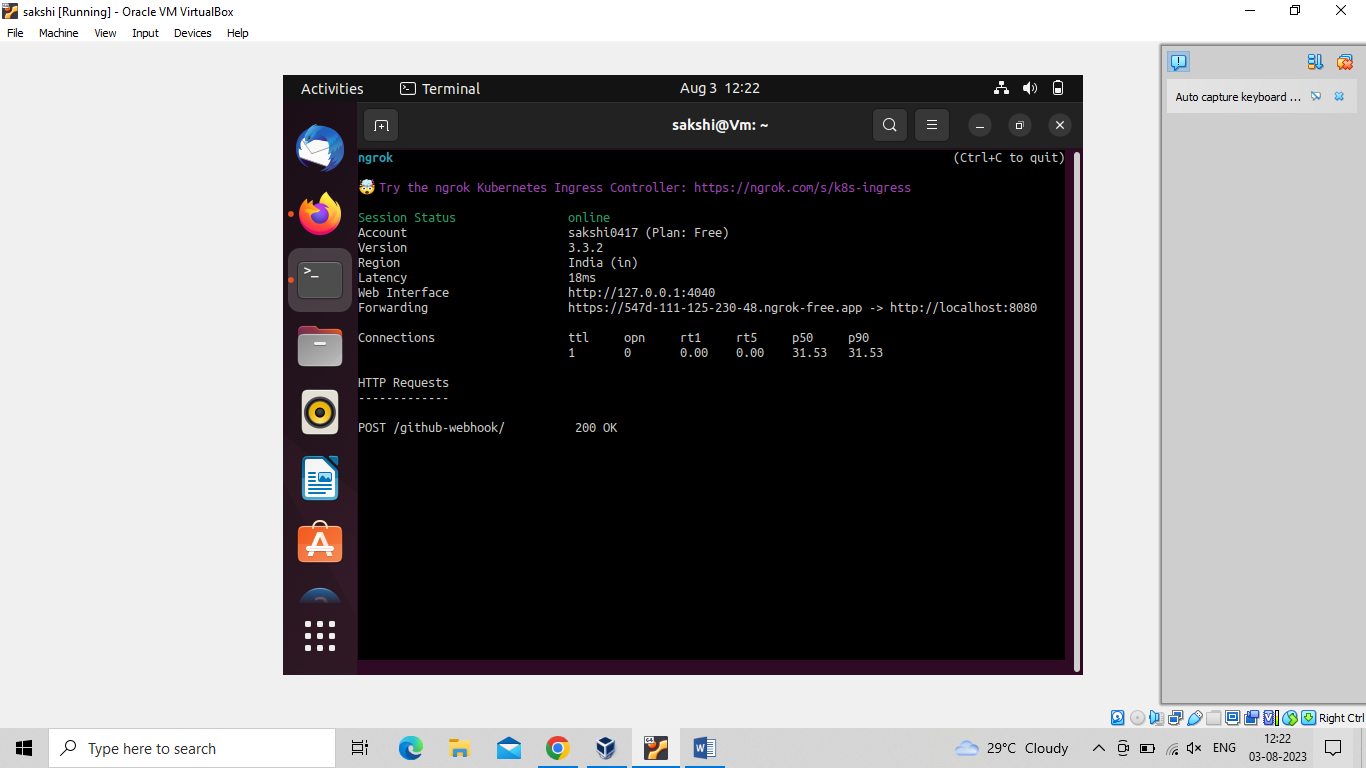 sakshi [Running] - Oracle VM VirtualBox
File Machine View Input Devices Help
Auto capture keyboard ...
Activities Terminal Aug 3 12:22
sakshi@Vm: ~
ngrok (Ctrl+C to quit)
Try the ngrok Kubernetes Ingress Controller: https://ngrok.com/s/k8s-ingress
Session Status online
Account sakshi0417 (Plan: Free)
Version 3.3.2
Region India (in)
Latency 18ms
Web Interface http://127.0.0.1:4040
Forwarding https://547d-111-125-230-48.ngrok-free.app -> http://localhost:8080
Connections ttl opn rt1 rt5 p50 p90
1 0 0.00 0.00 31.53 31.53
HTTP Requests
-------------
POST /github-webhook/ 200 OK
Right Ctrl
Type here to search
29°C Cloudy
ENG
12:22
03-08-2023